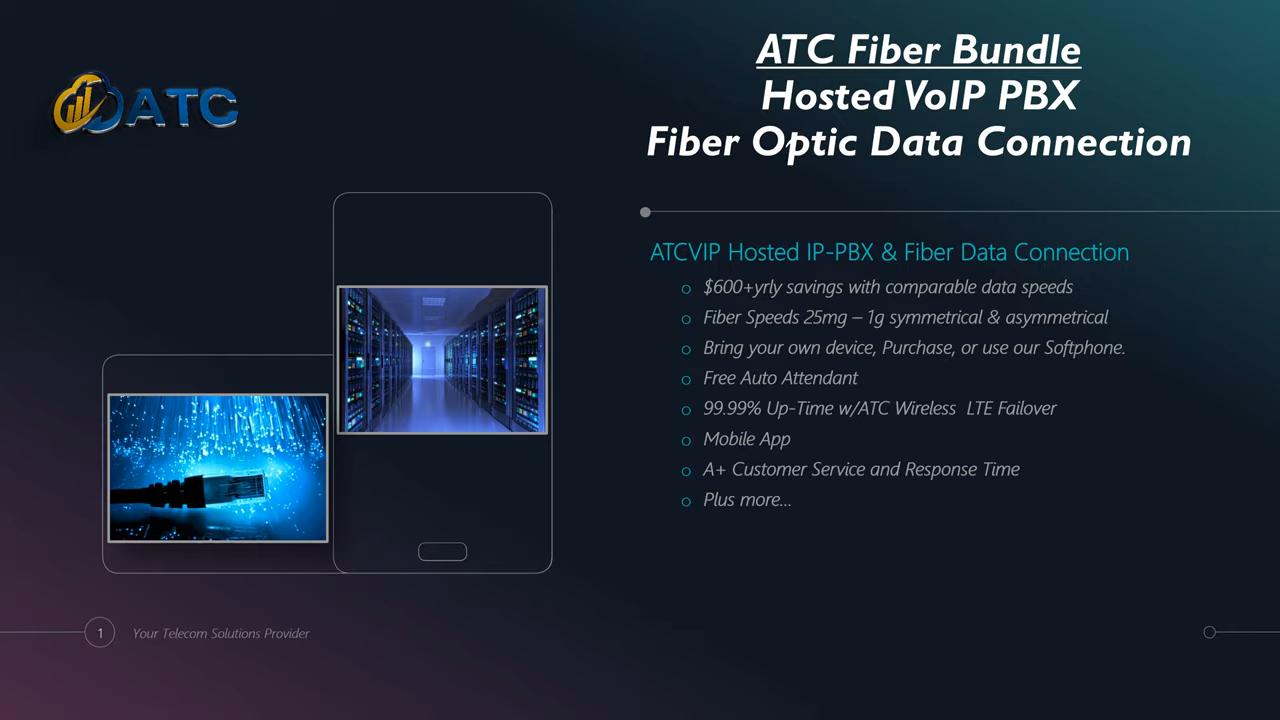 ATC
ATC Fiber Bundle
Hosted VoIP PBX
Fiber Optic Data Connection
ATCVIP Hosted IP-PBX & Fiber Data Connection
$600+yrly savings with comparable data speeds
Fiber Speeds 25mg – 1g symmetrical & asymmetrical
Bring your own device, Purchase, or use our Softphone.
Free Auto Attendant
99.99% Up-Time w/ATC Wireless LTE Failover
Mobile App
A+ Customer Service and Response Time
Plus more...
1 Your Telecom Solutions Provider